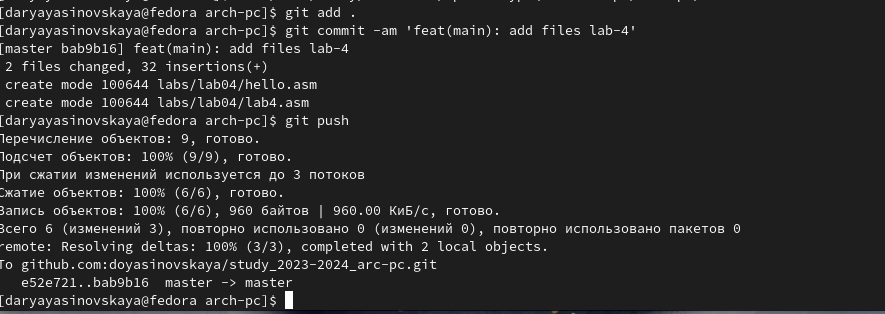 [daryayasinovskaya@fedora arch-pc]$ git add .
[daryayasinovskaya@fedora arch-pc]$ git commit -am 'feat(main): add files lab-4'
[master bab9b16] feat(main): add files lab-4
2 files changed, 32 insertions(+)
create mode 100644 labs/lab04/hello.asm
create mode 100644 labs/lab04/lab4.asm
[daryayasinovskaya@fedora arch-pc]$ git push
Перечисление объектов: 9, готово.
Подсчет объектов: 100% (9/9), готово.
При сжатии изменений используется до 3 потоков
Сжатие объектов: 100% (6/6), готово.
Запись объектов: 100% (6/6), 960 байтов | 960.00 КиБ/с, готово.
Всего 6 (изменений 3), повторно использовано 0 (изменений 0), повторно использовано пакетов 0
remote: Resolving deltas: 100% (3/3), completed with 2 local objects.
To github.com:doyasinovskaya/study_2023-2024_arc-pc.git
e52e721..bab9b16  master -> master
[daryayasinovskaya@fedora arch-pc]$